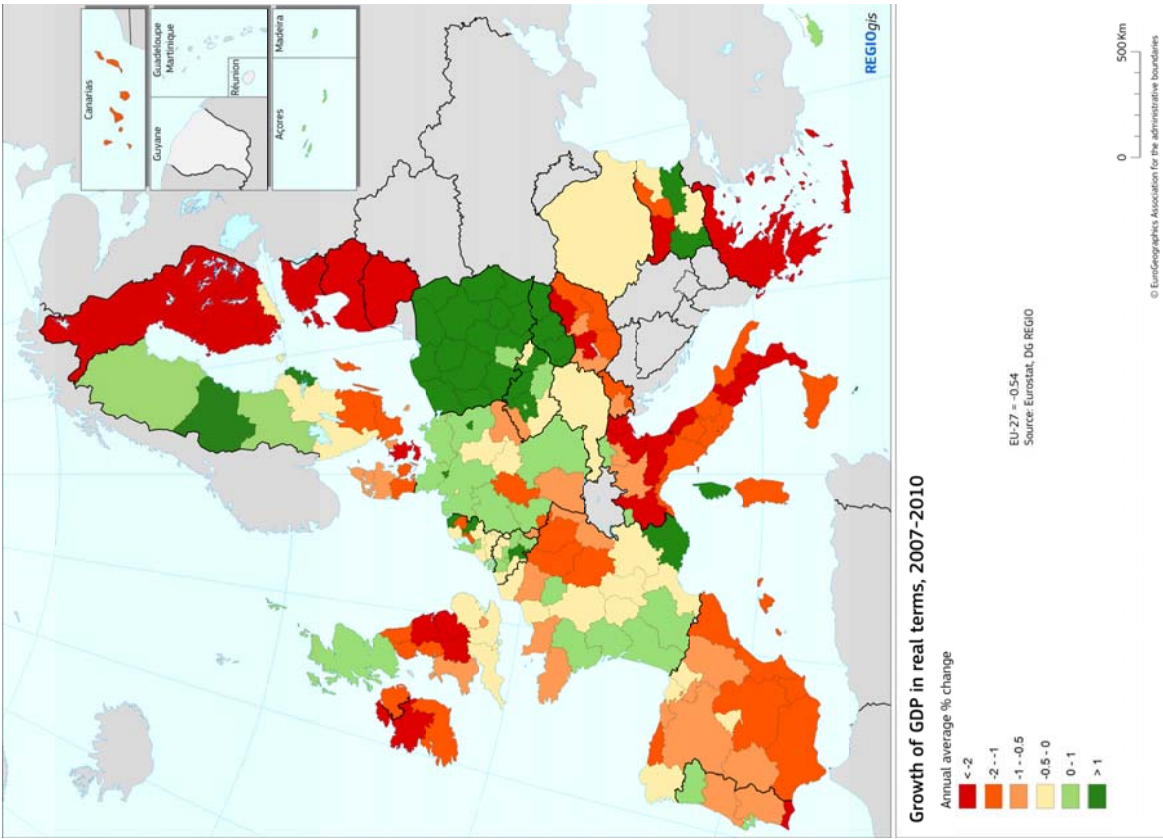 Canarias
Guyane
Guadeloupe
Martinique
Réunion
Açores
Madeira
REGIOgis
Growth of GDP in real terms, 2007-2010
Annual average % change
< -2
-2 - -1
-1 - -0.5
-0.5 - 0
0 - 1
> 1
EU-27 = -0.54
Source: Eurostat, DG REGIO
0 500 Km
© EuroGeographics Association for the administrative boundaries